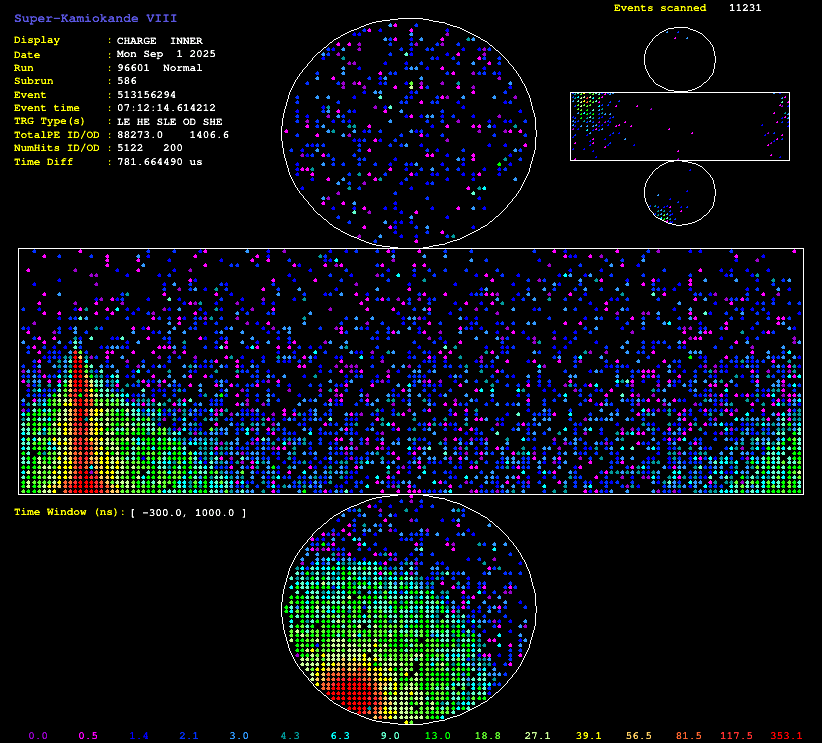 Super-Kamiokande VIII
Events scanned 11231
Display : CHARGE INNER
Date : Mon Sep 1 2025
Run : 96601 Normal
Subrun : 586
Event : 513156294
Event time : 07:12:14.614212
TRG Type(s) : LE HE SLE OD SHE
TotalPE ID/OD : 88273.0 1406.6
NumHits ID/OD : 5122 200
Time Diff : 781.664490 us
Time Window (ns): [ -300.0, 1000.0 ]
0.0 0.5 1.4 2.1 3.0 4.3 6.3 9.0 13.0 18.8 27.1 39.1 56.5 81.5 117.5 353.1